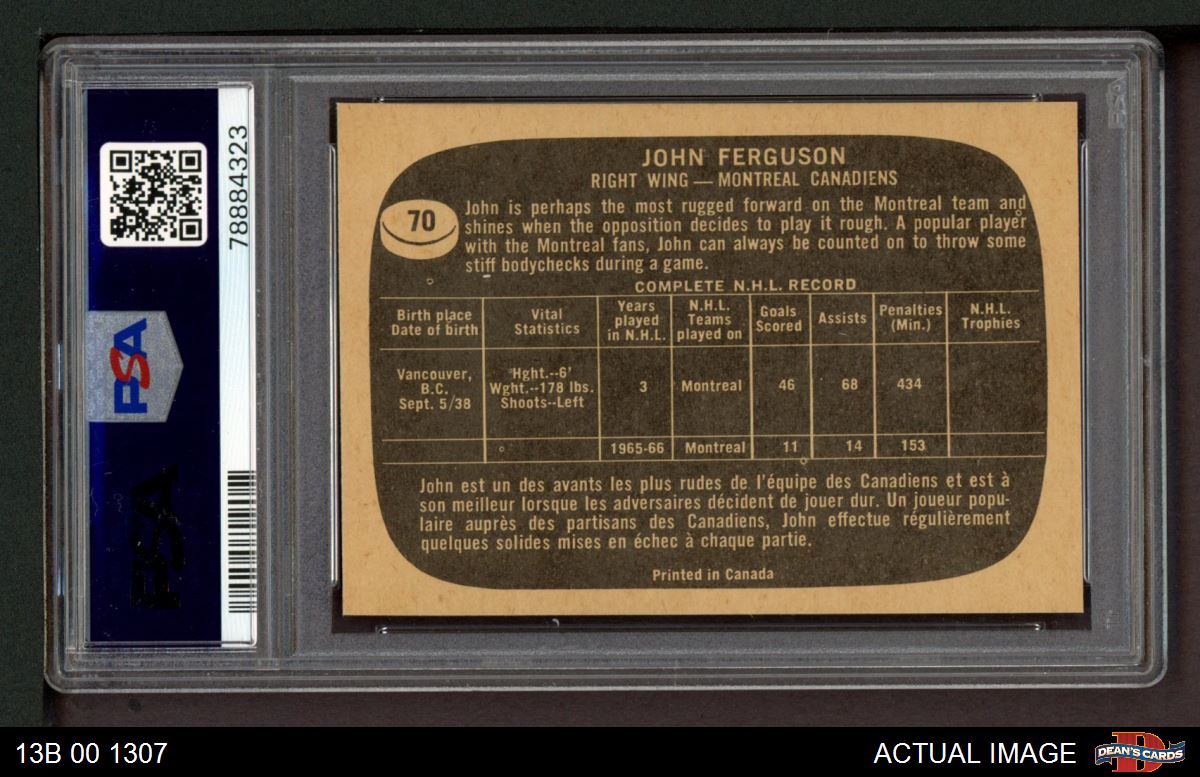 78884323
PSA
PSA
JOHN FERGUSON
RIGHT WING — MONTREAL CANADIENS
70
John is perhaps the most rugged forward on the Montreal team and
shines when the opposition decides to play it rough. A popular player
with the Montreal fans, John can always be counted on to throw some
stiff bodychecks during a game.
COMPLETE N.H.L. RECORD
Birth place
Date of birth
Vital
Statistics
Years
played
in N.H.L.
N.H.L.
Teams
played on
Goals
Scored
Assists
Penalties
(Min.)
N.H.L.
Trophies
Vancouver,
B.C.
Sept. 5/38
Hght.--6'
Wght.--178 lbs.
Shoots--Left
3
Montreal
46
68
434
1965-66
Montreal
11
14
153
John est un des avants les plus rudes de l'équipe des Canadiens et est à
son meilleur lorsque les adversaires décident de jouer dur. Un joueur popu-
laire auprès des partisans des Canadiens, John effectue régulièrement
quelques solides mises en échec à chaque partie.
Printed in Canada
13B 00 1307
ACTUAL IMAGE
DEAN'S CARDS